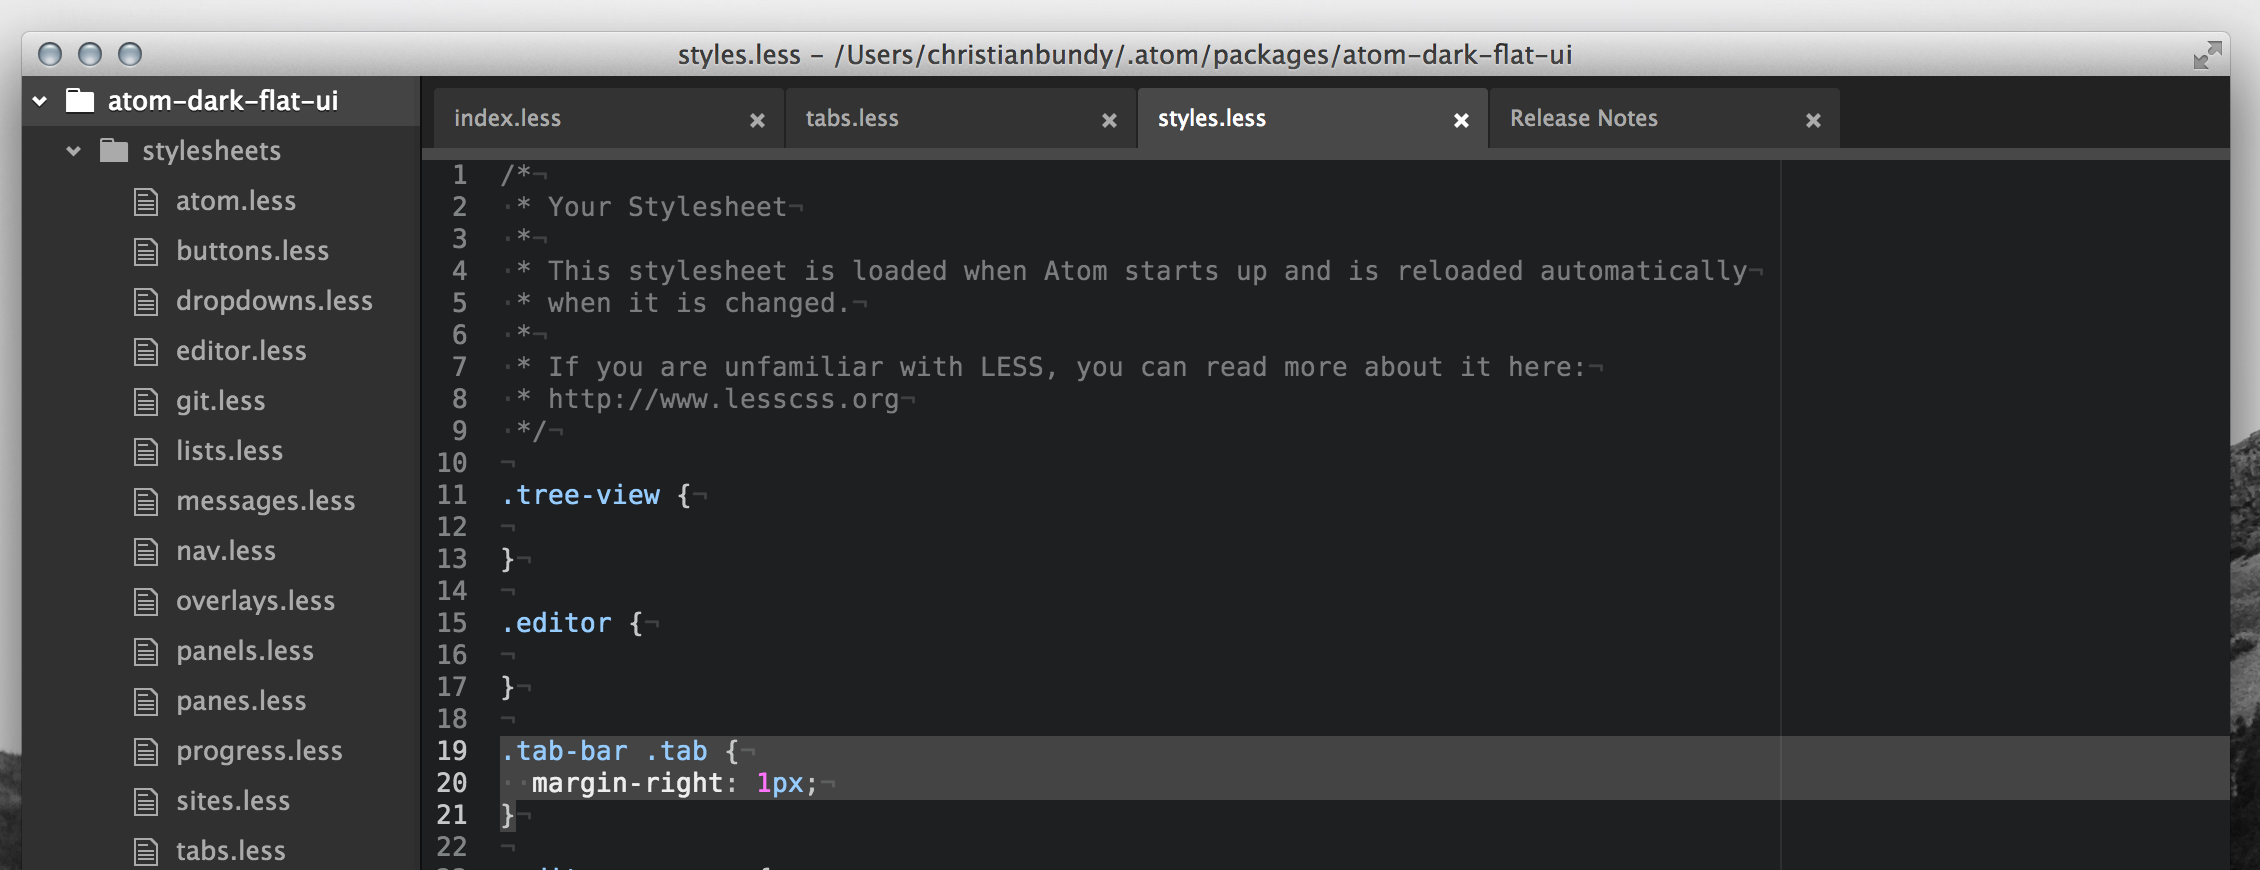 styles.less – /Users/christianbundy/.atom/packages/atom-dark-flat-ui
atom-dark-flat-ui
stylesheets
atom.less
buttons.less
dropdowns.less
editor.less
git.less
lists.less
messages.less
nav.less
overlays.less
panels.less
panes.less
progress.less
sites.less
tabs.less
index.less
tabs.less
styles.less
Release Notes
1 /*¬
2 ·* Your Stylesheet¬
3 ·*¬
4 ·* This stylesheet is loaded when Atom starts up and is reloaded automatically¬
5 ·* when it is changed.¬
6 ·*¬
7 ·* If you are unfamiliar with LESS, you can read more about it here:¬
8 ·* http://www.lesscss.org¬
9 ·*/¬
10 ¬
11 .tree-view {¬
12 ¬
13 }¬
14 ¬
15 .editor {¬
16 ¬
17 }¬
18 ¬
19 .tab-bar .tab {¬
20 ··margin-right: 1px;¬
21 }¬
22 ¬